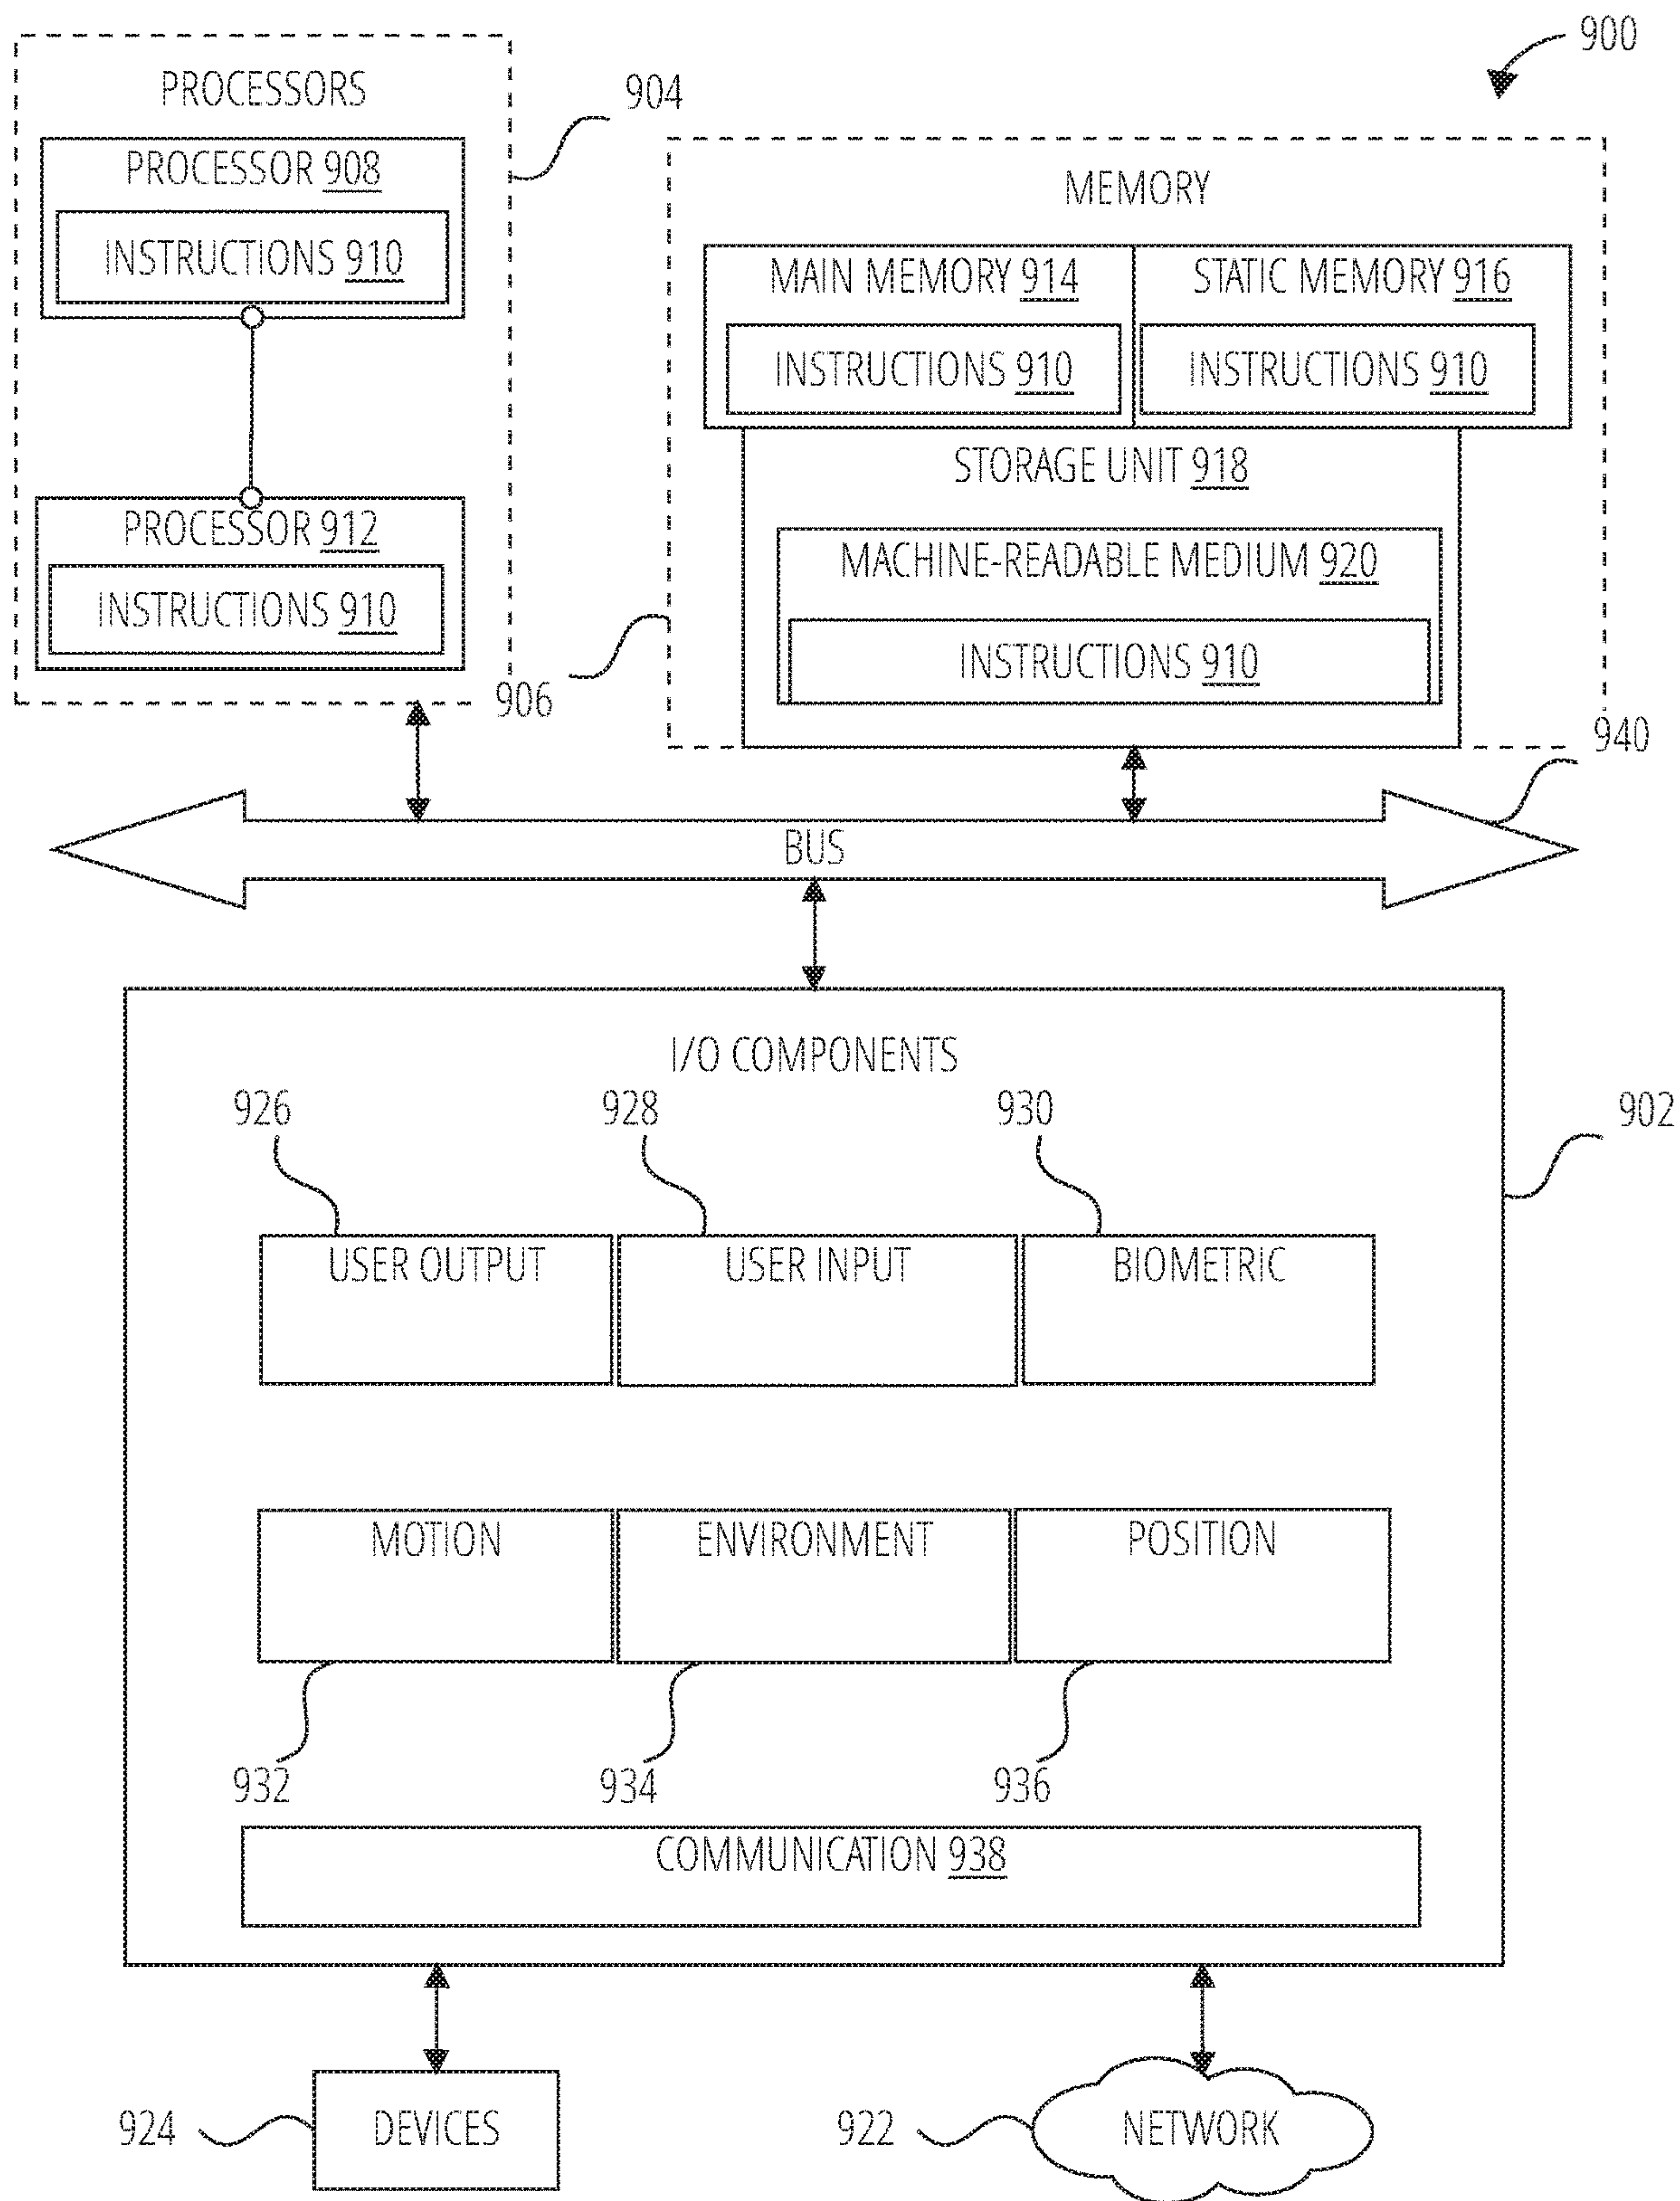 900
PROCESSORS
904
PROCESSOR 908
INSTRUCTIONS 910
PROCESSOR 912
INSTRUCTIONS 910
MEMORY
MAIN MEMORY 914
STATIC MEMORY 916
INSTRUCTIONS 910
INSTRUCTIONS 910
STORAGE UNIT 918
MACHINE-READABLE MEDIUM 920
INSTRUCTIONS 910
906
940
BUS
I/O COMPONENTS
902
926
928
930
USER OUTPUT
USER INPUT
BIOMETRIC
MOTION
ENVIRONMENT
POSITION
932
934
936
COMMUNICATION 938
924
DEVICES
922
NETWORK